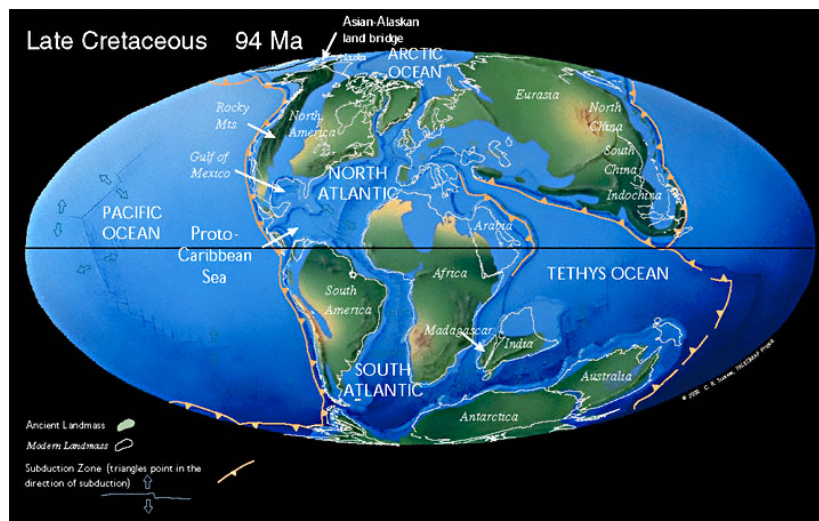 Late Cretaceous 94 Ma
Asian-Alaskan
land bridge
Alaska
ARCTIC
OCEAN
Rocky
Mts
North
America
Eurasia
North
China
South
China
Indochina
Gulf of
Mexico
NORTH
ATLANTIC
PACIFIC
OCEAN
Proto-
Caribbean
Sea
Arabia
Africa
TETHYS OCEAN
South
America
Madagascar
India
SOUTH
ATLANTIC
Australia
Antarctica
Ancient Landmass
Modern Landmass
Subduction Zone (triangles point in the
direction of subduction)